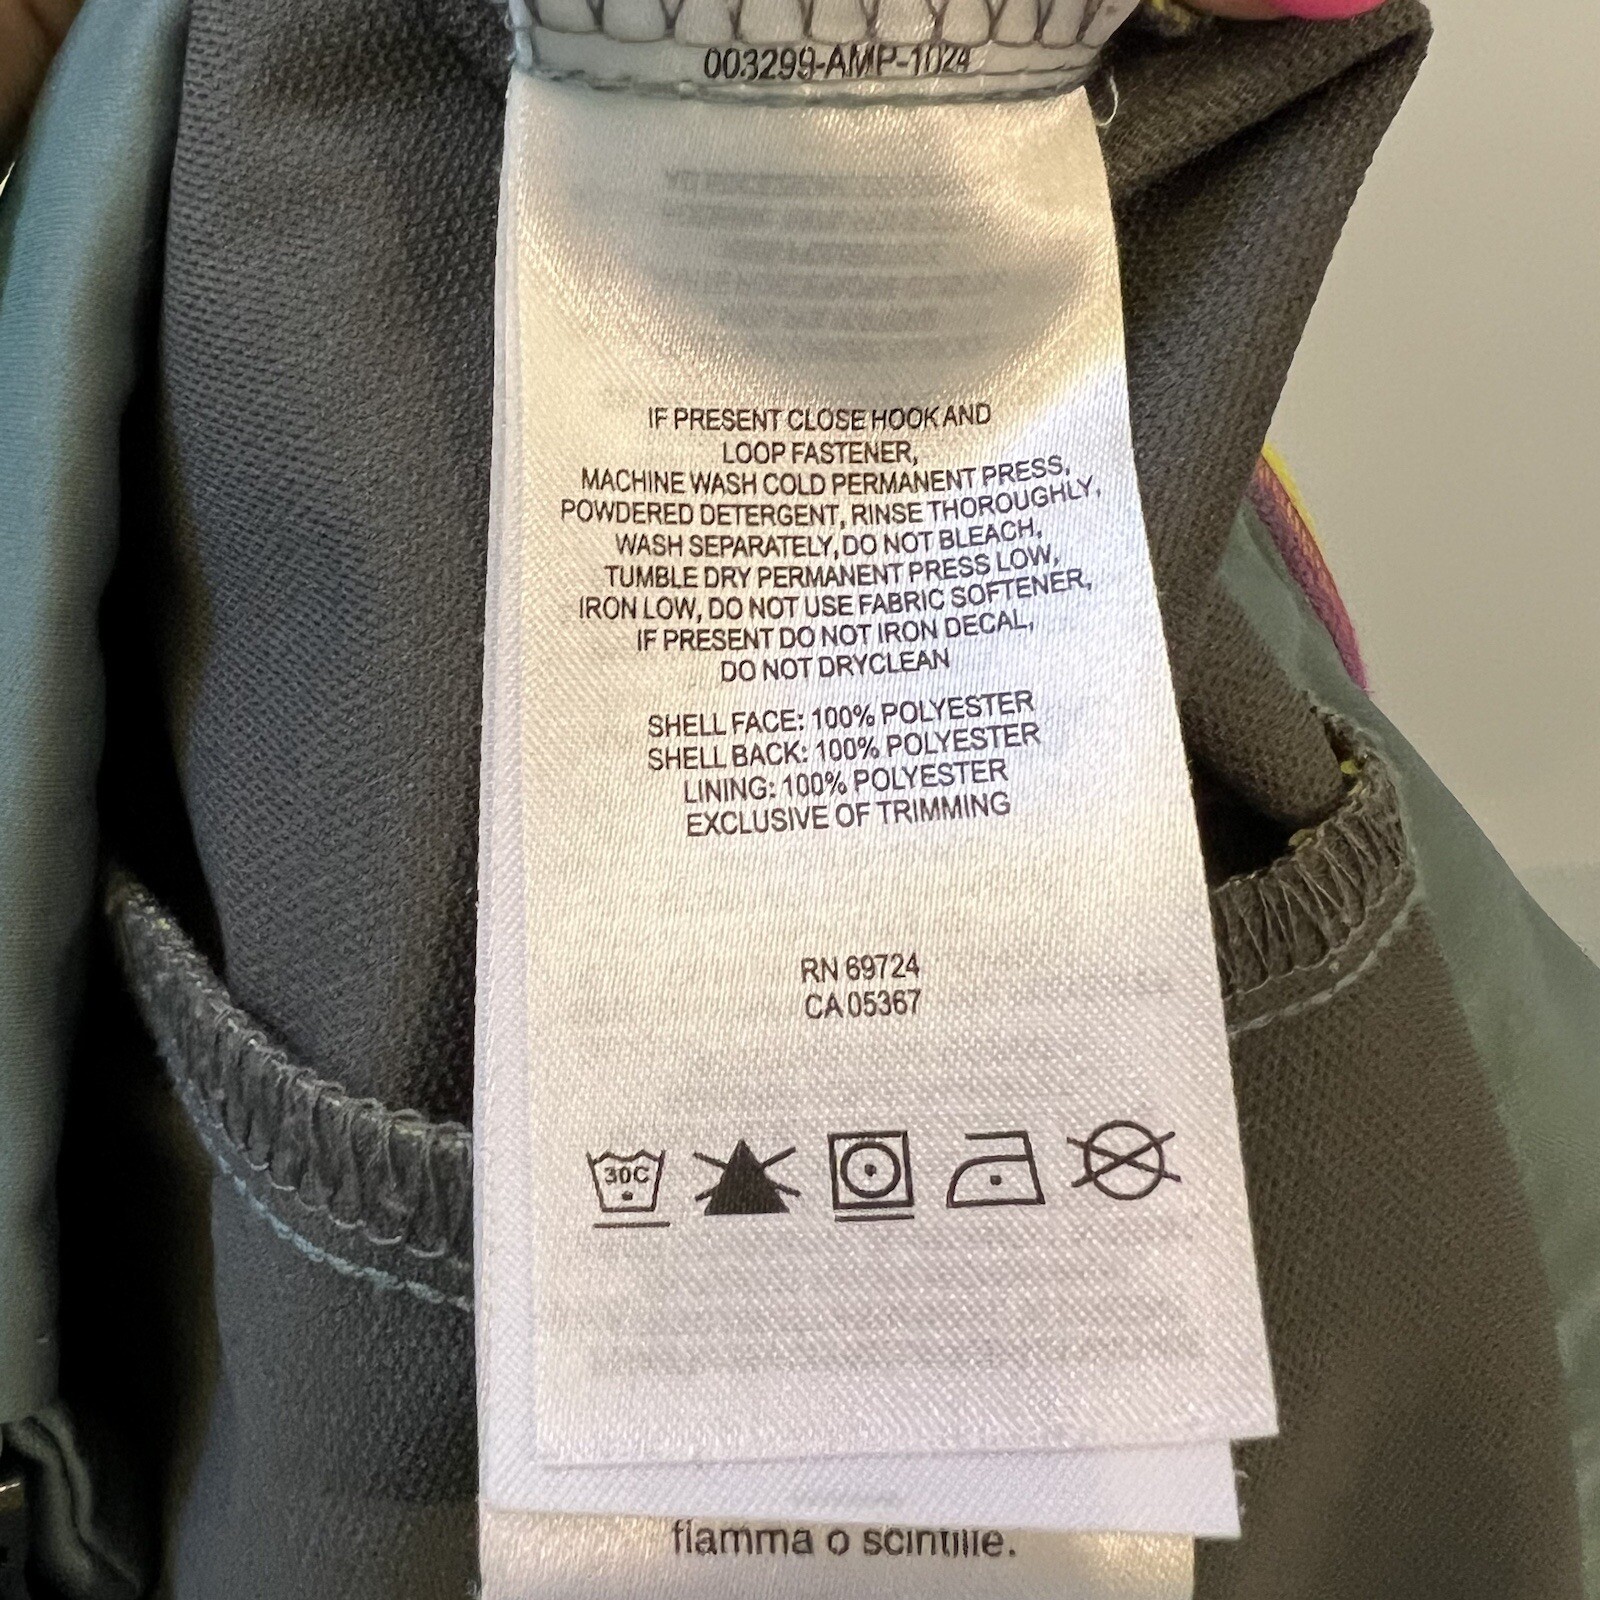 003299-AMP-1024
IF PRESENT CLOSE HOOK AND
LOOP FASTENER,
MACHINE WASH COLD PERMANENT PRESS,
POWDERED DETERGENT, RINSE THOROUGHLY,
WASH SEPARATELY, DO NOT BLEACH,
TUMBLE DRY PERMANENT PRESS LOW,
IRON LOW, DO NOT USE FABRIC SOFTENER,
IF PRESENT DO NOT IRON DECAL,
DO NOT DRYCLEAN
SHELL FACE: 100% POLYESTER
SHELL BACK: 100% POLYESTER
LINING: 100% POLYESTER
EXCLUSIVE OF TRIMMING
RN 69724
CA 05367
30C
fiamma o scintille.